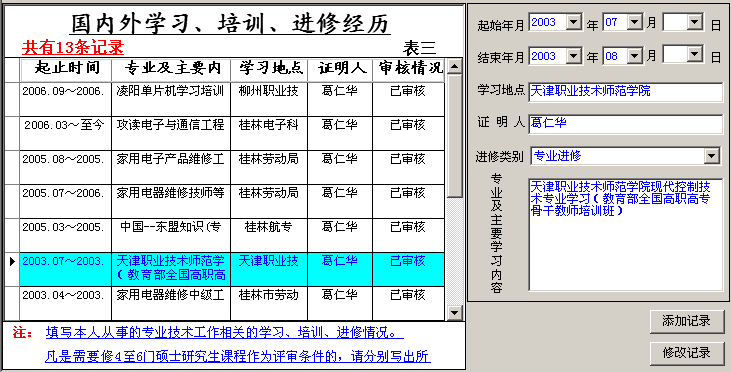 国内外学习、培训、进修经历
共有13条记录 表三
起止时间 专业及主要内 学习地点 证明人 审核情况
2006.09～2006. 凌阳单片机学习培训 柳州职业技 葛仁华 已审核
2006.03～至今 攻读电子与通信工程 桂林电子科 葛仁华 已审核
2005.08～2005. 家用电子产品维修工 桂林劳动局 葛仁华 已审核
2005.07～2006. 家用电器维修技师等 桂林劳动局 葛仁华 已审核
2005.03～2005. 中国--东盟知识(专 桂林航专 葛仁华 已审核
2003.07～2003. 天津职业技术师范学 天津职业技 葛仁华 已审核
（教育部全国高职高
2003.04～2003. 家用电器维修中级工 桂林市劳动 葛仁华 已审核
注： 填写本人从事的专业技术工作相关的学习、培训、进修情况。
凡是需要修4至6门硕士研究生课程作为评审条件的，请分别写出所
起始年月 2003 年 07 月 日
结束年月 2003 年 08 月 日
学习地点 天津职业技术师范学院
证 明 人 葛仁华
进修类别 专业进修
专业及主要学习内容
天津职业技术师范学院现代控制技
术专业学习（教育部全国高职高专
骨干教师培训班）
添加记录
修改记录